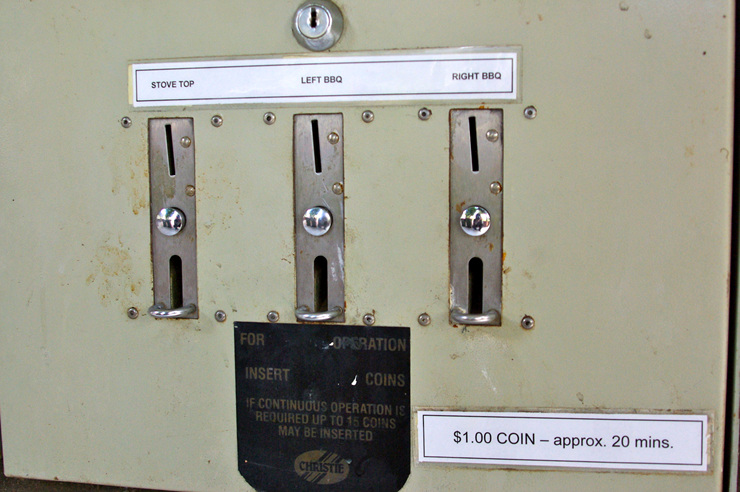 STOVE TOP LEFT BBQ RIGHT BBQ
FOR OPERATION
INSERT COINS
IF CONTINUOUS OPERATION IS
REQUIRED UP TO 15 COINS
MAY BE INSERTED
CHRISTIE
$1.00 COIN – approx. 20 mins.